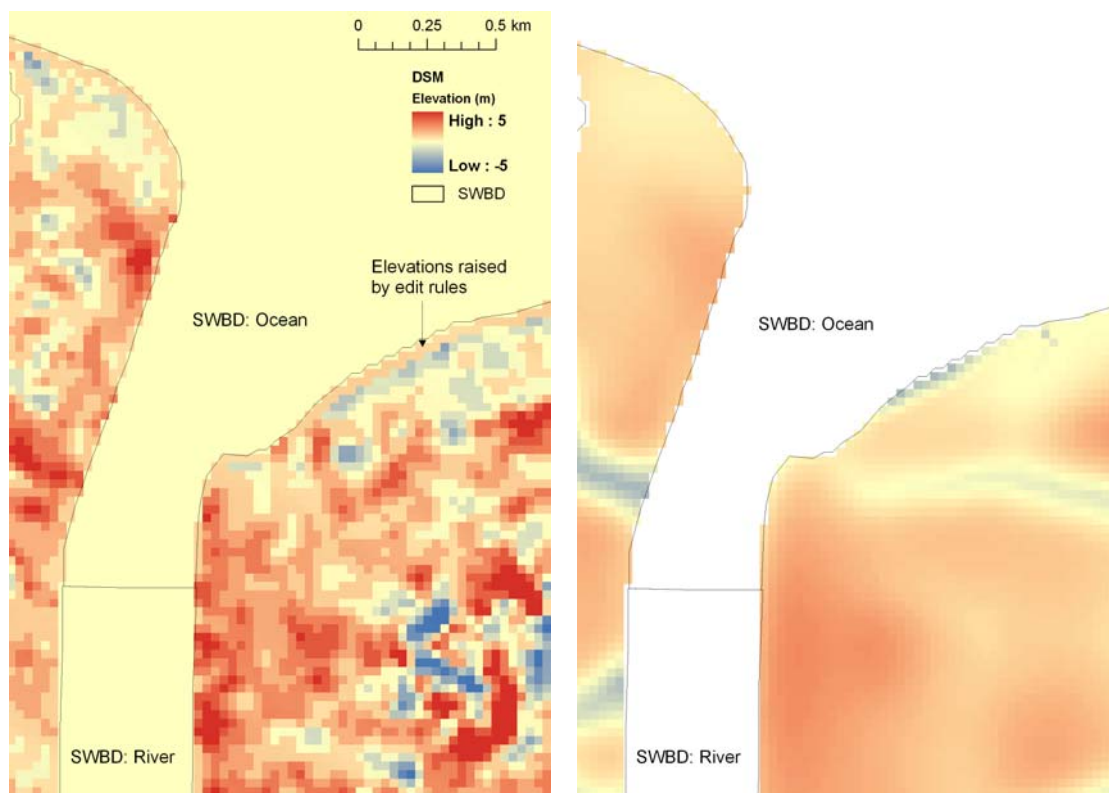 0 0.25 0.5 km
DSM
Elevation (m)
High : 5
Low : -5
SWBD
Elevations raised
by edit rules
SWBD: Ocean
SWBD: River
SWBD: Ocean
SWBD: River